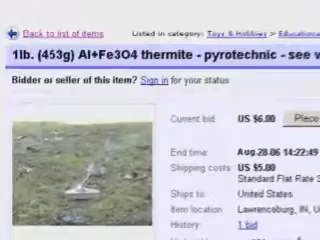 Back to list of items
Listed in category: Toys & Hobbies > Educational
1lb. (453g) Al+Fe3O4 thermite - pyrotechnic - see
Bidder or seller of this item? Sign in for your status
Current bid US $6.00 Place
End time Aug-28-06 14:22:49
Shipping costs US $5.00
Standard Flat Rate S
Ships to United States
Item location Lawrenceburg, IN, U
History: 1 bid